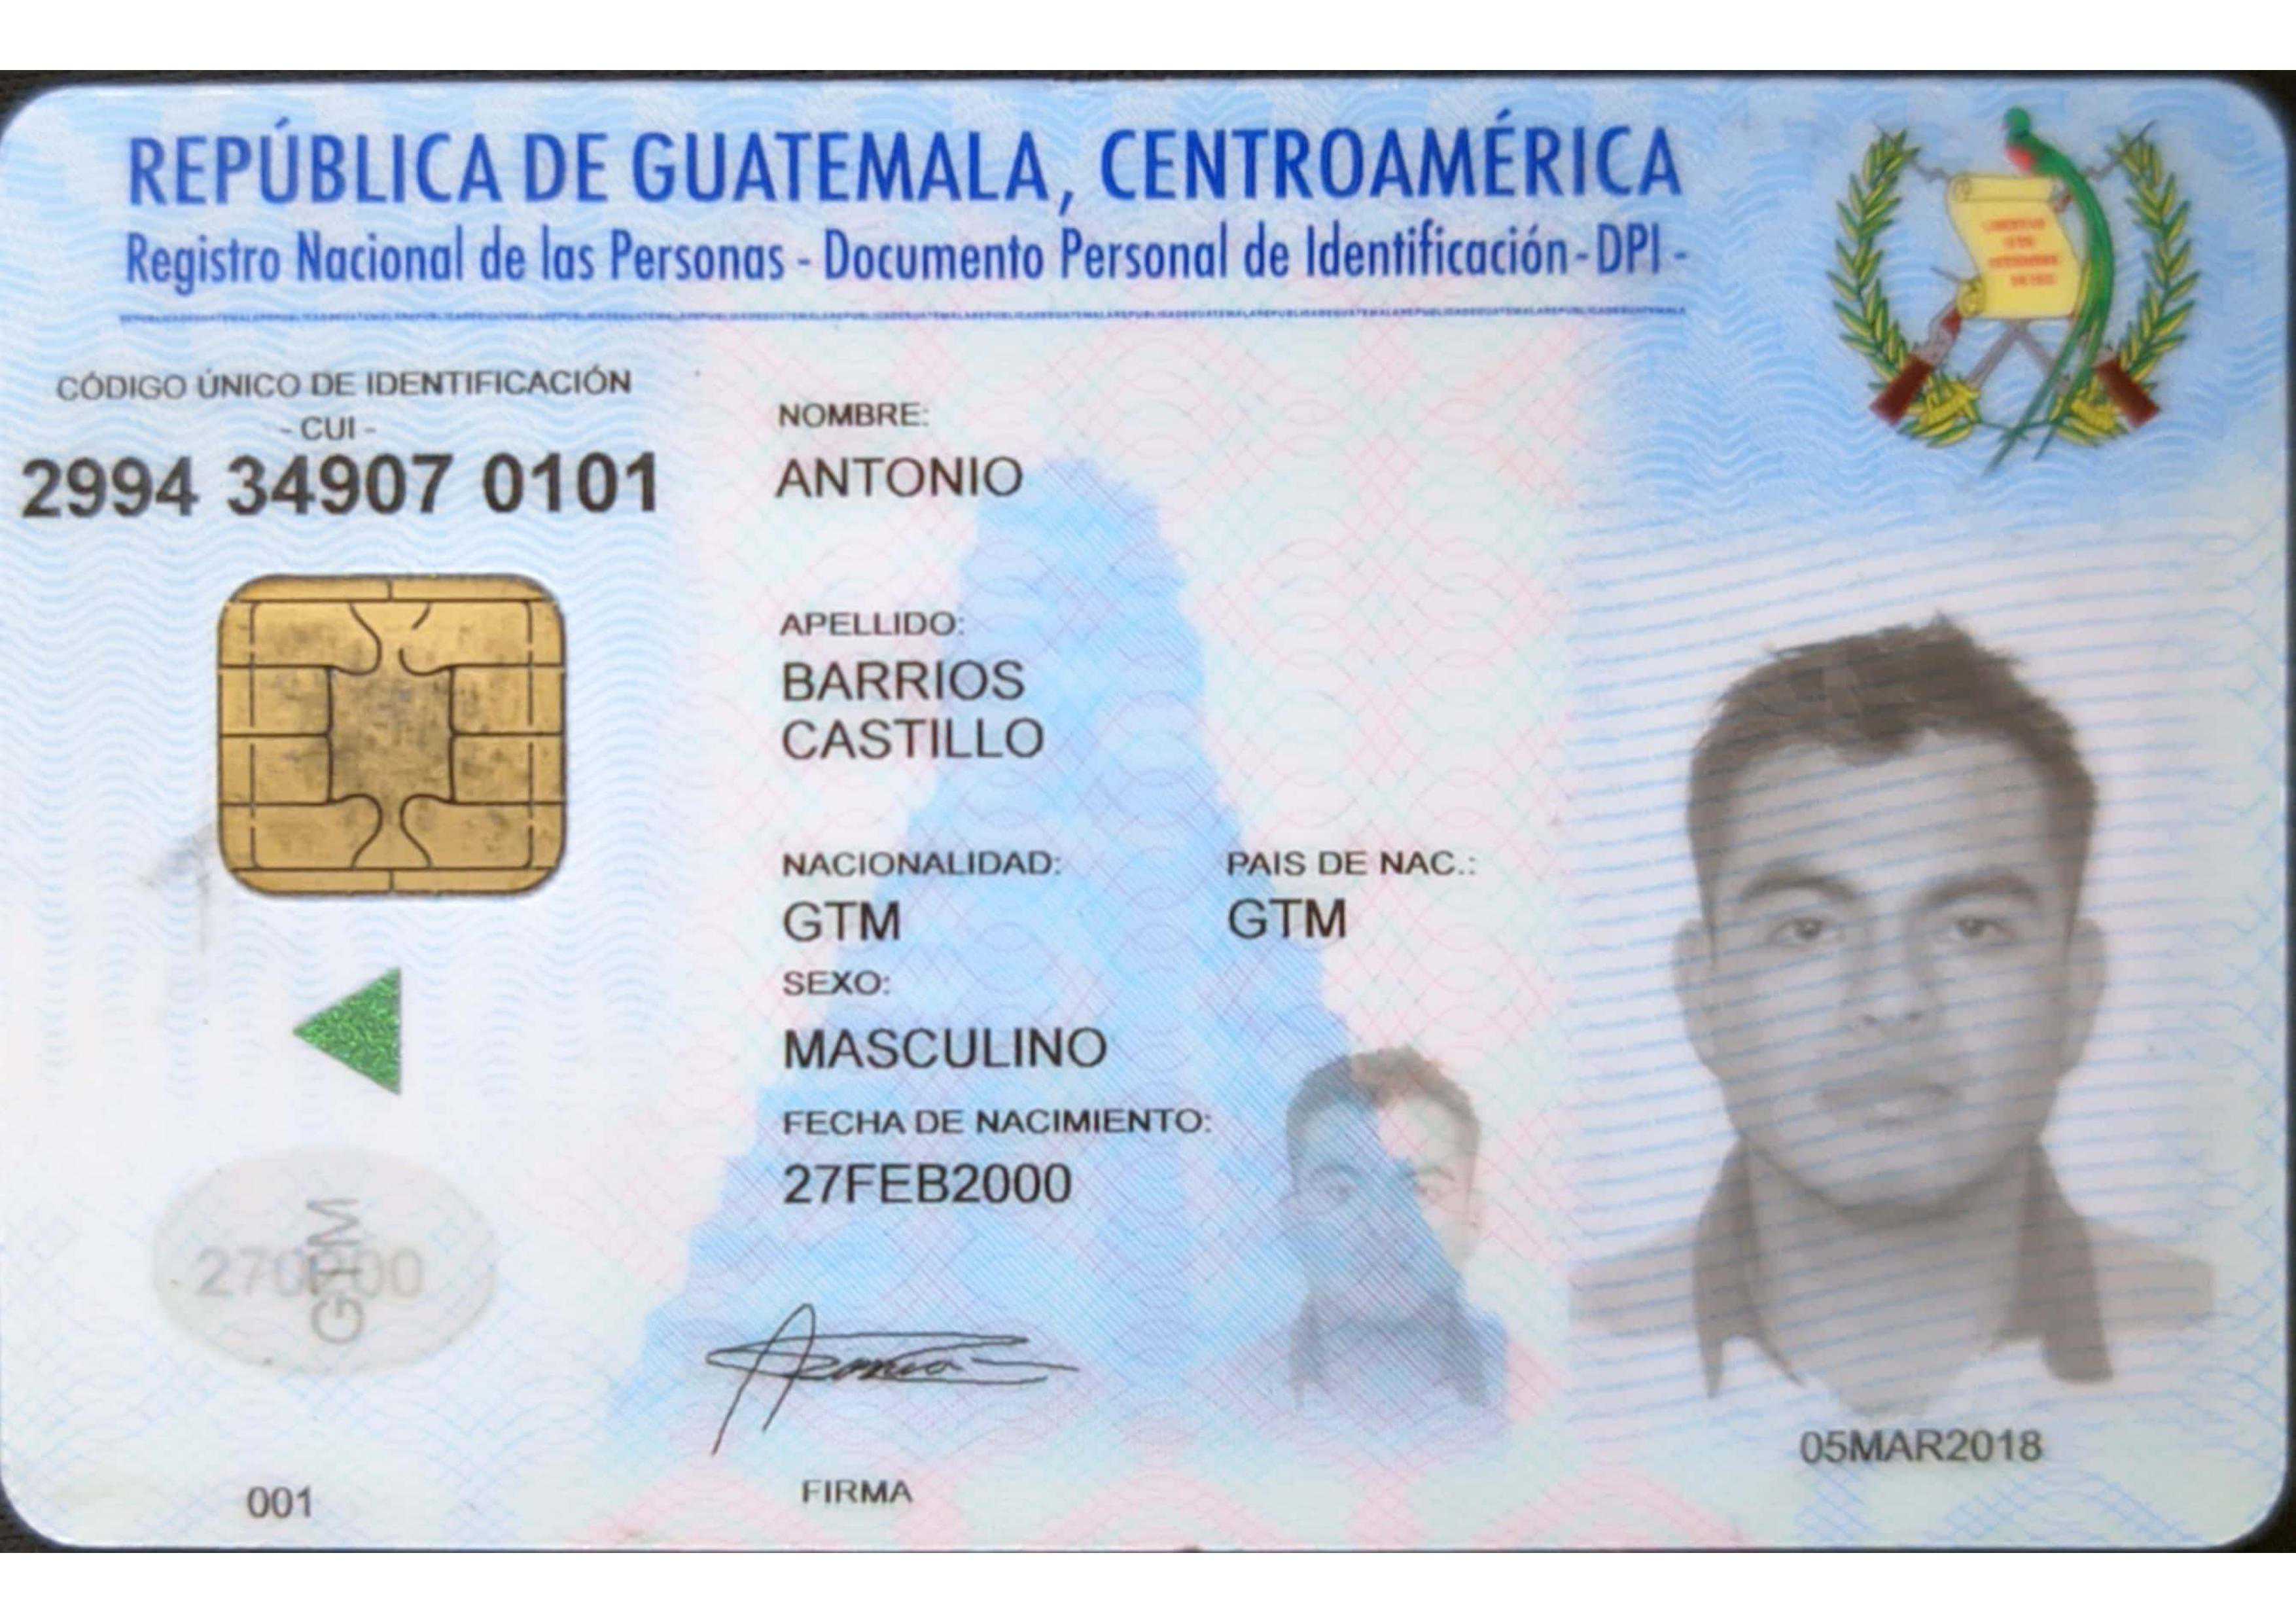 REPÚBLICA DE GUATEMALA, CENTROAMÉRICA
Registro Nacional de las Personas - Documento Personal de Identificación - DPI -
CÓDIGO ÚNICO DE IDENTIFICACIÓN
- CUI -
2994 34907 0101
NOMBRE:
ANTONIO
APELLIDO:
BARRIOS
CASTILLO
NACIONALIDAD: PAIS DE NAC.:
GTM GTM
SEXO:
MASCULINO
FECHA DE NACIMIENTO:
27FEB2000
GTM
05MAR2018
FIRMA
001